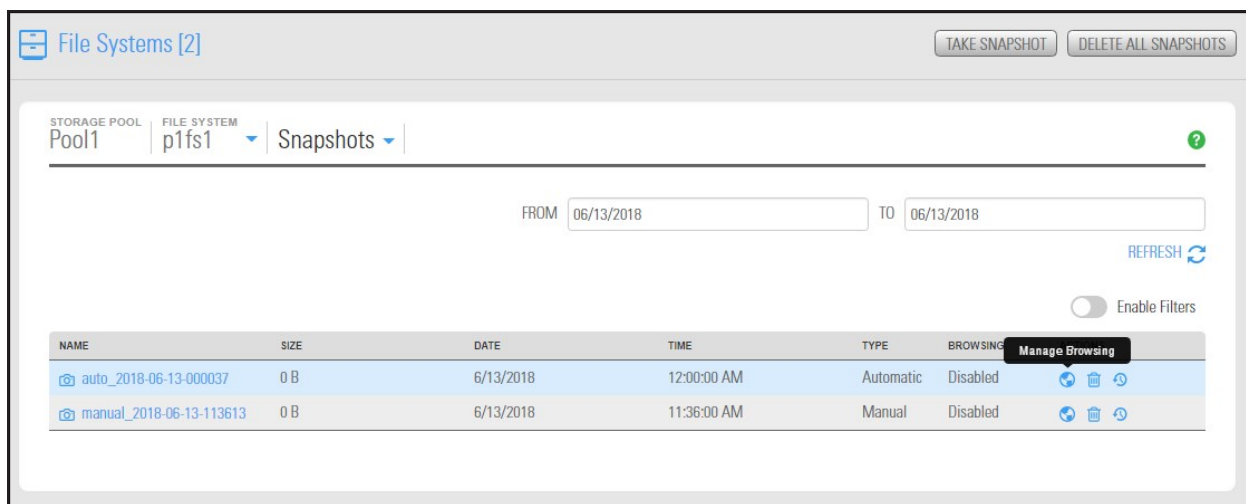 File Systems [2]
TAKE SNAPSHOT DELETE ALL SNAPSHOTS
STORAGE POOL FILE SYSTEM
Pool1 p1fs1 Snapshots
?
FROM 06/13/2018 TO 06/13/2018
REFRESH
Enable Filters
NAME SIZE DATE TIME TYPE BROWSING Manage Browsing
auto_2018-06-13-000037 0 B 6/13/2018 12:00:00 AM Automatic Disabled
manual_2018-06-13-113613 0 B 6/13/2018 11:36:00 AM Manual Disabled